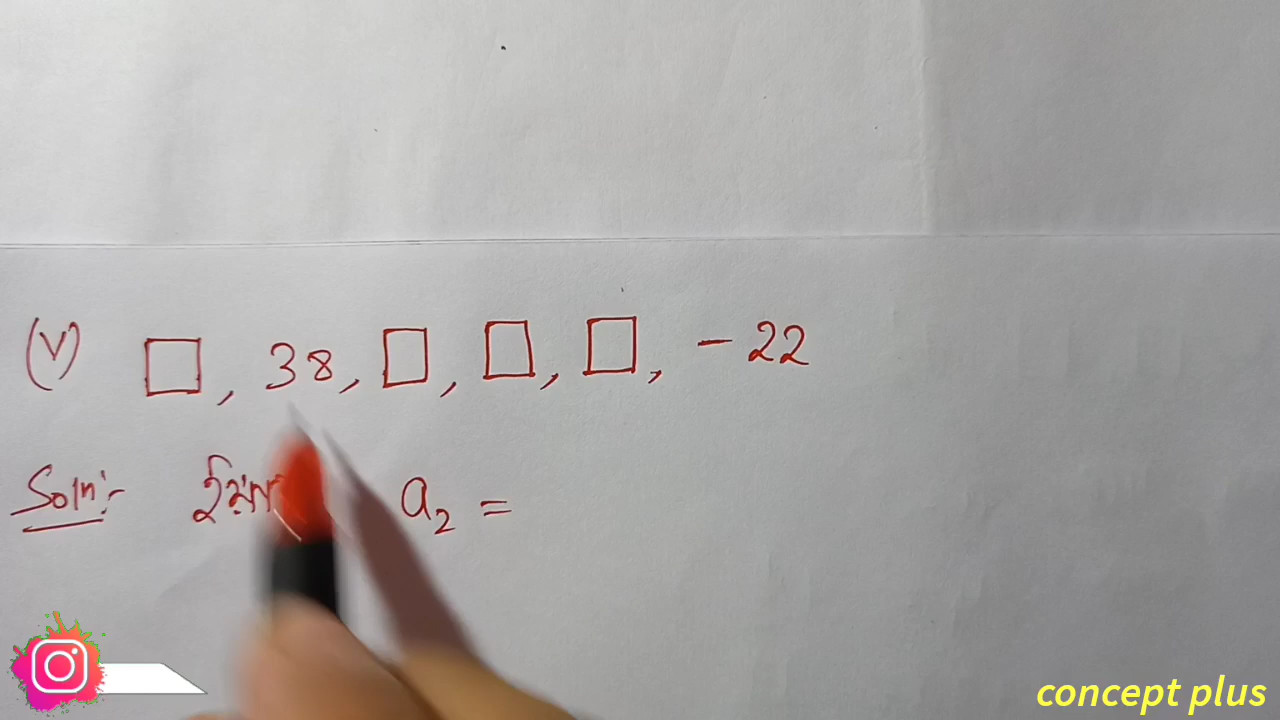 (V) □, 38, □, □, □, - 22
Soln:- a₂ =
concept plus